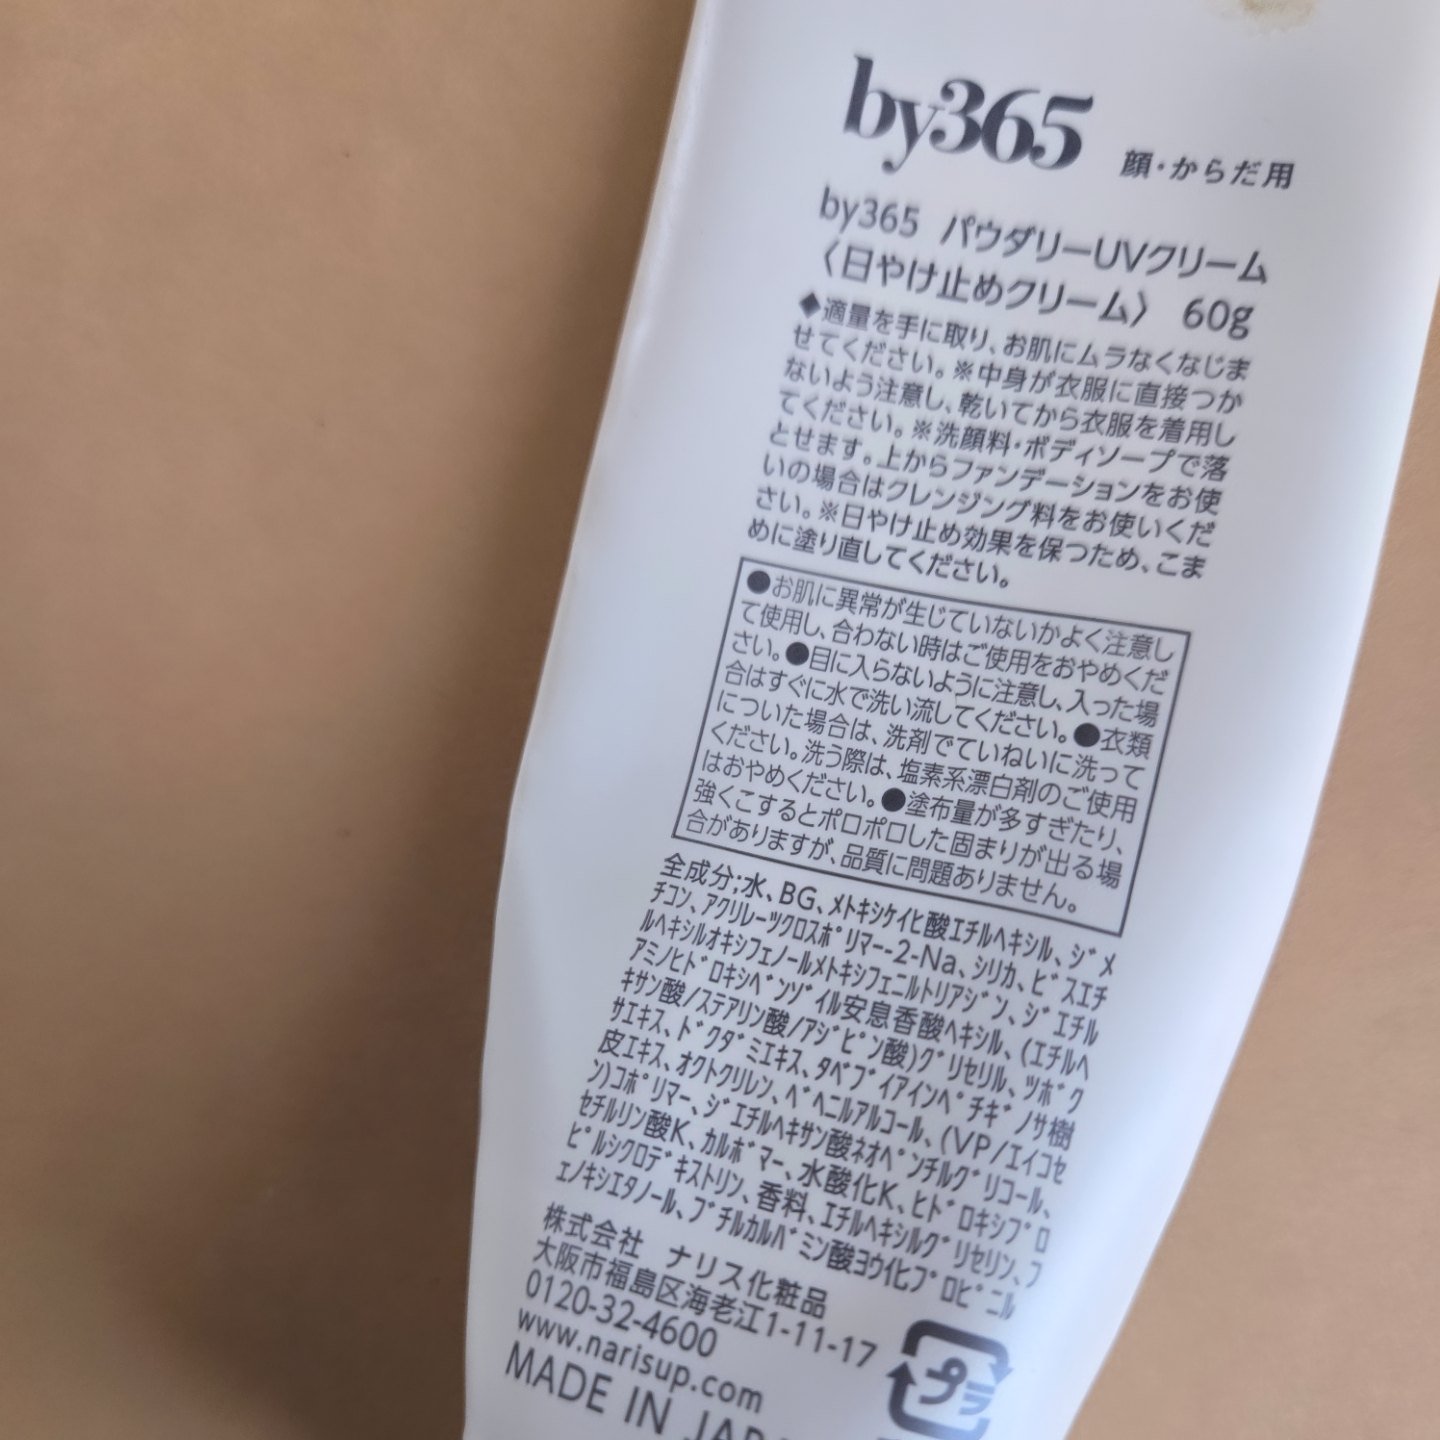 by365 顔・からだ用
by365 パウダリーUVクリーム
〈日やけ止めクリーム〉 60g
◆適量を手に取り、お肌にムラなくなじま
せてください。※中身が衣服に直接つか
ないよう注意し、乾いてから衣服を着用し
てください。※洗顔料・ボディソープで落
とせます。上からファンデーションをお使
いの場合はクレンジング料をお使いくだ
さい。※日やけ止め効果を保つため、こま
めに塗り直してください。
●お肌に異常が生じていないかよく注意し
て使用し、合わない時はご使用をおやめくだ
さい。●目に入らないように注意し、入った場
合はすぐに水で洗い流してください。●衣類
についた場合は、洗剤でていねいに洗って
ください。洗う際は、塩素系漂白剤のご使用
はおやめください。●塗布量が多すぎたり、
強くこするとポロポロした固まりが出る場
合がありますが、品質に問題ありません。
全成分;水、BG、ﾒﾄｷｼｹｲﾋ酸ｴﾁﾙﾍｷｼﾙ、ｼﾞﾒ
ﾁｺﾝ、ｱｸﾘﾚｰﾂｸﾛｽﾎﾟﾘﾏｰ-2-Na、ｼﾘｶ、ﾋﾞｽｴﾁ
ﾙﾍｷｼﾙｵｷｼﾌｪﾉｰﾙﾒﾄｷｼﾌｪﾆﾙﾄﾘｱｼﾞﾝ、ｼﾞｴﾁﾙ
ｱﾐﾉﾋﾄﾞﾛｷｼﾍﾞﾝｿﾞｲﾙ安息香酸ﾍｷｼﾙ、(ｴﾁﾙﾍ
ｷｻﾝ酸/ｽﾃｱﾘﾝ酸/ｱｼﾞﾋﾟﾝ酸)ｸﾞﾘｾﾘﾙ、ﾂﾎﾞｸ
ｻｴｷｽ、ﾄﾞｸﾀﾞﾐｴｷｽ、ﾀﾍﾞﾌﾞｲｱｲﾝﾍﾟﾁｷﾞﾉｻ樹
皮ｴｷｽ、ｵｸﾄｸﾘﾚﾝ、ﾍﾞﾍﾆﾙｱﾙｺｰﾙ、(VP/ｴｲｺｾ
ﾝ)ｺﾎﾟﾘﾏｰ、ｼﾞｴﾁﾙﾍｷｻﾝ酸ﾈｵﾍﾟﾝﾁﾙｸﾞﾘｺｰﾙ、
ｾﾁﾙﾘﾝ酸K、ｶﾙﾎﾞﾏｰ、水酸化K、ﾋﾄﾞﾛｷｼﾌﾟﾛ
ﾋﾟﾙｼｸﾛﾃﾞｷｽﾄﾘﾝ、香料、ｴﾁﾙﾍｷｼﾙｸﾞﾘｾﾘﾝ、ﾌ
ｪﾉｷｼｴﾀﾉｰﾙ、ﾌﾞﾁﾙｶﾙﾊﾞﾐﾝ酸ﾖｳ化ﾌﾟﾛﾋﾟﾆﾙ
株式会社 ナリス化粧品
大阪市福島区海老江1-11-17
0120-32-4600
www.narisup.com
MADE IN JAPA
プラ